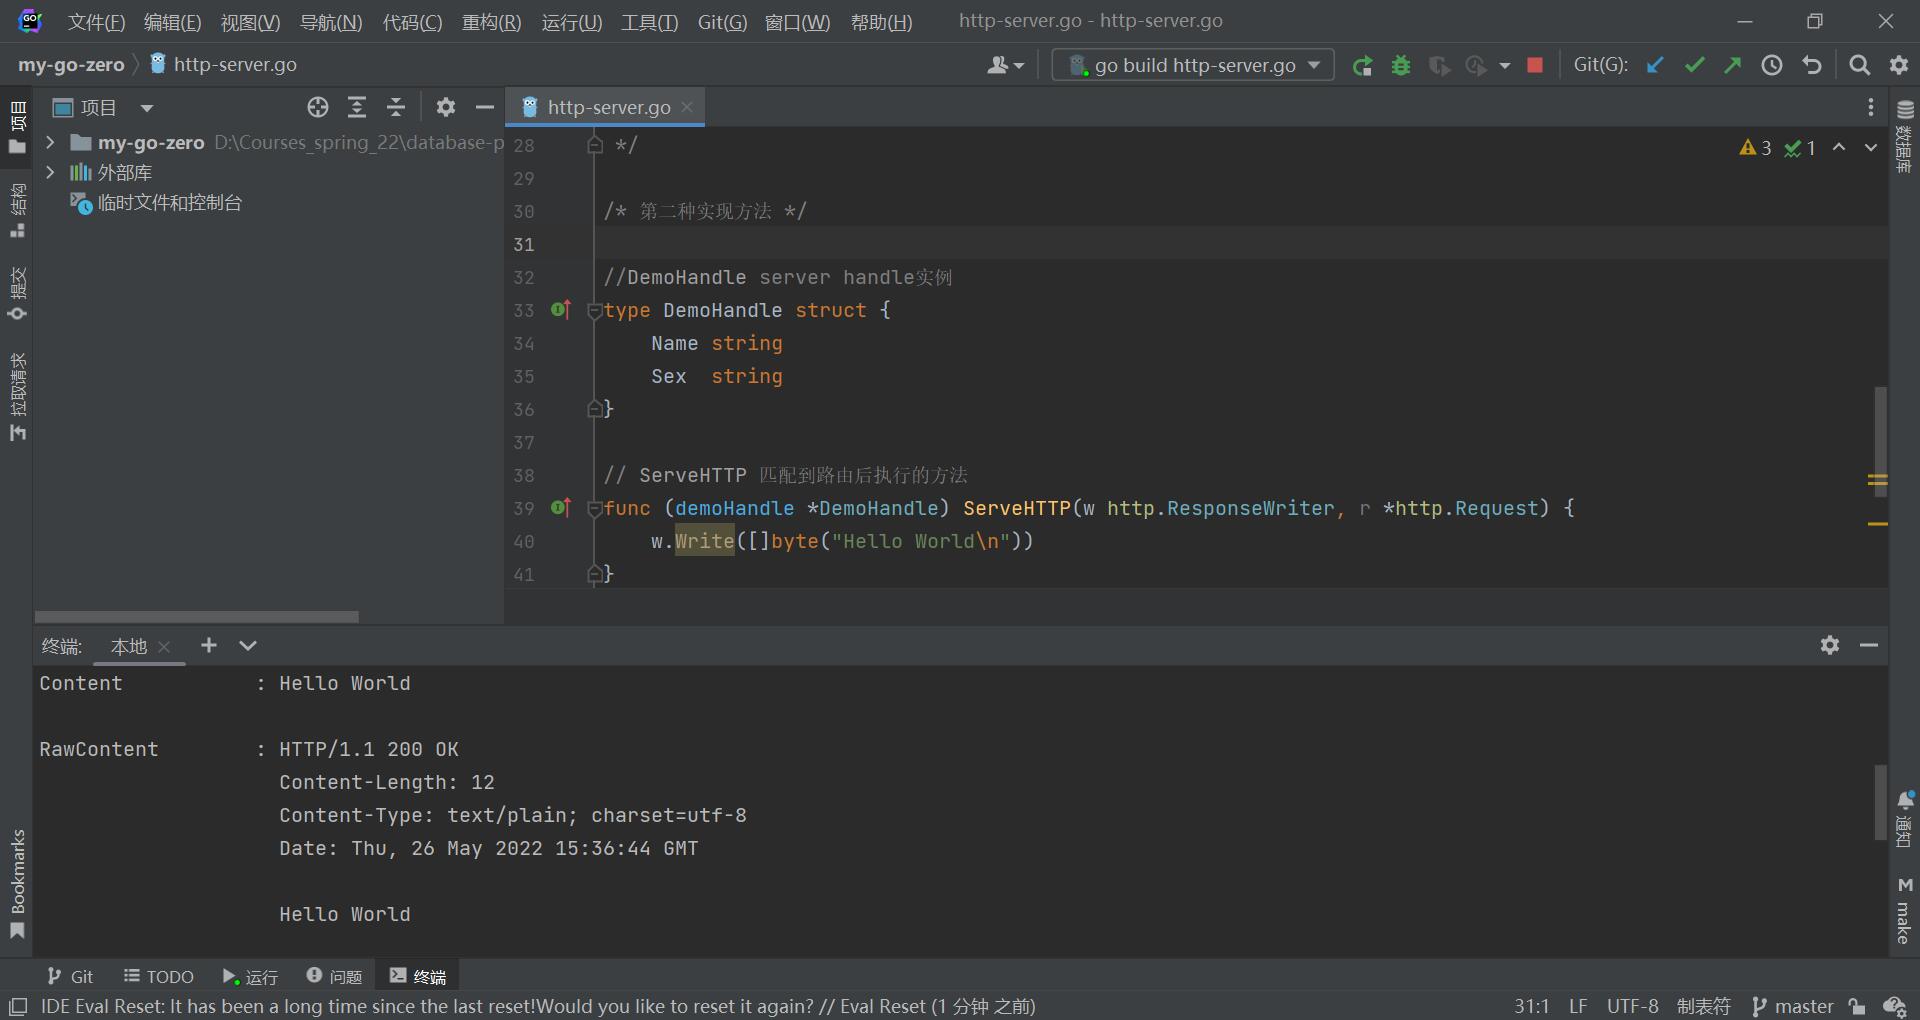 文件(F) 编辑(E) 视图(V) 导航(N) 代码(C) 重构(R) 运行(U) 工具(T) Git(G) 窗口(W) 帮助(H) http-server.go - http-server.go
my-go-zero http-server.go go build http-server.go Git(G):
项目
结构
提交
拉取请求
Bookmarks
项目
my-go-zero D:\Courses_spring_22\database-p
外部库
临时文件和控制台
http-server.go
3 1
28 */
29
30 /* 第二种实现方法 */
31
32 //DemoHandle server handle实例
33 type DemoHandle struct {
34 Name string
35 Sex string
36 }
37
38 // ServeHTTP 匹配到路由后执行的方法
39 func (demoHandle *DemoHandle) ServeHTTP(w http.ResponseWriter, r *http.Request) {
40 w.Write([]byte("Hello World\n"))
41 }
数据库
通知
make
终端: 本地
Content : Hello World
RawContent : HTTP/1.1 200 OK
Content-Length: 12
Content-Type: text/plain; charset=utf-8
Date: Thu, 26 May 2022 15:36:44 GMT
Hello World
Git TODO 运行 问题 终端
IDE Eval Reset: It has been a long time since the last reset!Would you like to reset it again? // Eval Reset (1 分钟 之前) 31:1 LF UTF-8 制表符 master